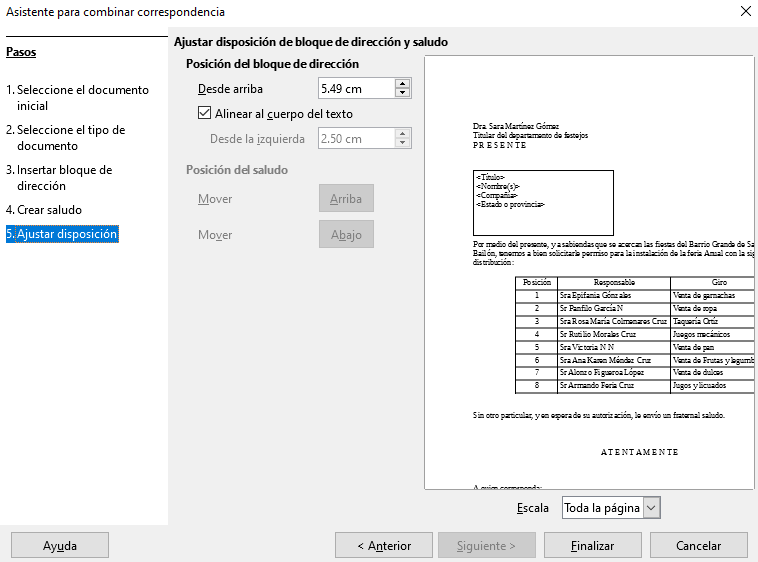 Asistente para combinar correspondencia
Pasos
1. Seleccione el documento
inicial
2. Seleccione el tipo de
documento
3. Insertar bloque de
dirección
4. Crear saludo
5. Ajustar disposición
Ajustar disposición de bloque de dirección y saludo
Posición del bloque de dirección
Desde arriba
5.49 cm
Alinear al cuerpo del texto
Desde la izquierda
2.50 cm
Posición del saludo
Mover
Arriba
Mover
Abajo
Dra. Sara Martínez Gómez
Titular del departamento de festejos
P R E S E N T E
<Título>
<Nombre(s)>
<Compañía>
<Estado o provincia>
Por medio del presente, y a sabiendas que se acercan las fiestas del Barrio Grande de Sa
Bailón, tenemos a bien solicitarle permiso para la instalación de la feria Anual con la sig
distribución:
Posición Responsable Giro
1 Sra Epifania Gónzales Venta de garnachas
2 Sr Panfilo García N Venta de ropa
3 Sra Rosa María Colmenares Cruz Taquería Ortíz
4 Sr Rutilio Morales Cruz Juegos mecánicos
5 Sra Victoria N N Venta de pan
6 Sra Ana Karen Méndez Cruz Venta de Frutas y legumb
7 Sr Alonzo Figueroa López Venta de dulces
8 Sr Armando Feria Cruz Jugos y licuados
Sin otro particular, y en espera de su autorización, le envío un fraternal saludo.
A T E N T A M E N T E
A quien corresponda:
Escala
Toda la página
Ayuda
< Anterior
Siguiente >
Finalizar
Cancelar